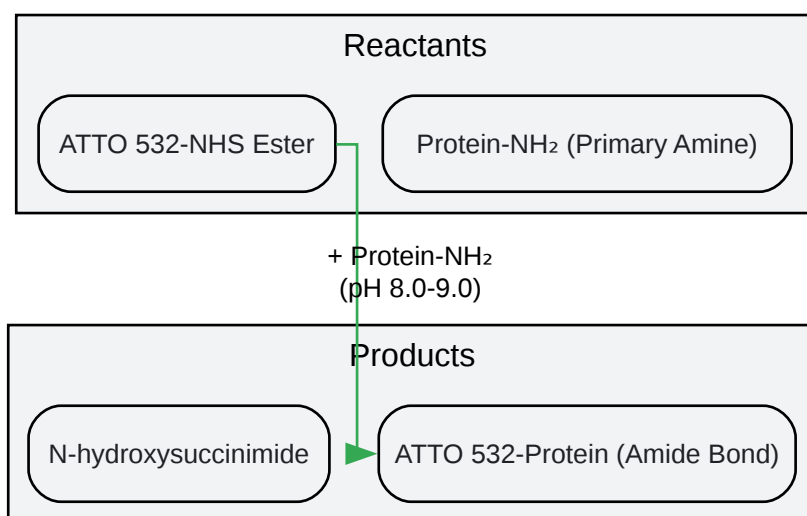 Reactants
ATTO 532-NHS Ester
Protein-NH₂ (Primary Amine)
+ Protein-NH₂
(pH 8.0-9.0)
Products
N-hydroxysuccinimide
ATTO 532-Protein (Amide Bond)